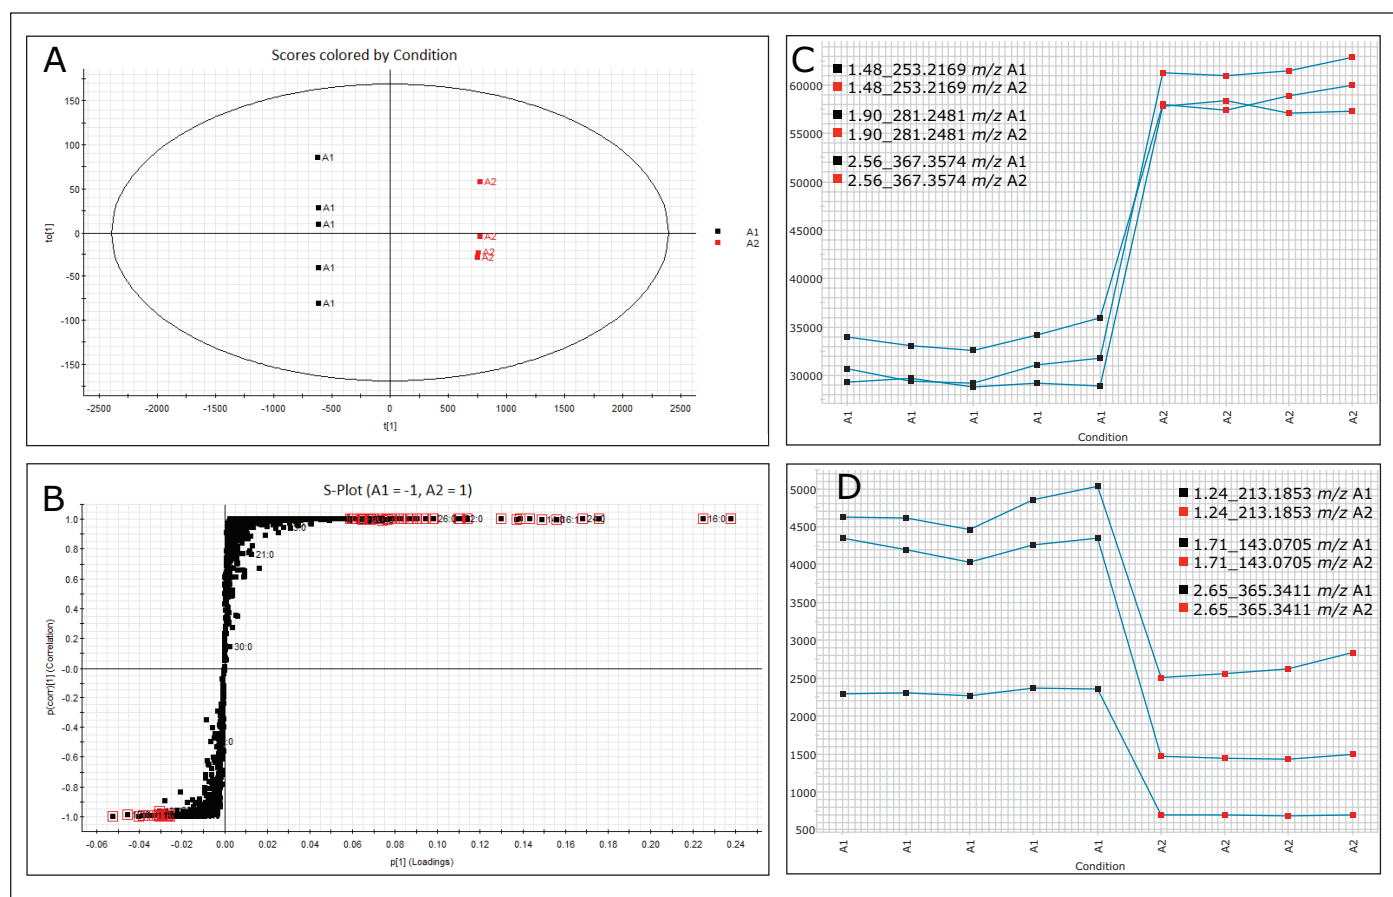 A
Scores colored by Condition
150
100
50
0
-50
-100
-150
to[1]
A1
A1
A1
A1
A1
A2
A2
A2
A2
-2500 -2000 -1500 -1000 -500 0 500 1000 1500 2000 2500
t[1]
A1
A2
B
S-Plot (A1 = -1, A2 = 1)
1.0
0.8
0.6
0.4
0.2
-0.0
-0.2
-0.4
-0.6
-0.8
-1.0
p(corr)[1] (Correlation)
21:0
30:0
26:0
16:1
24:0
16:0
-0.06 -0.04 -0.02 0.00 0.02 0.04 0.06 0.08 0.10 0.12 0.14 0.16 0.18 0.20 0.22 0.24
p[1] (Loadings)
C
1.48_253.2169 m/z A1
1.48_253.2169 m/z A2
1.90_281.2481 m/z A1
1.90_281.2481 m/z A2
2.56_367.3574 m/z A1
2.56_367.3574 m/z A2
60000
55000
50000
45000
40000
35000
30000
A1 A1 A1 A1 A1 A2 A2 A2 A2
Condition
D
1.24_213.1853 m/z A1
1.24_213.1853 m/z A2
1.71_143.0705 m/z A1
1.71_143.0705 m/z A2
2.65_365.3411 m/z A1
2.65_365.3411 m/z A2
5000
4500
4000
3500
3000
2500
2000
1500
1000
500
A1 A1 A1 A1 A1 A2 A2 A2 A2
Condition